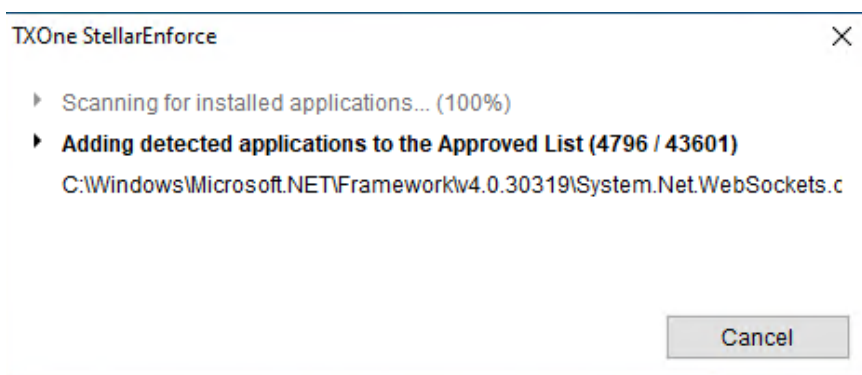 TXOne StellarEnforce
Scanning for installed applications... (100%)
Adding detected applications to the Approved List (4796 / 43601)
C:\Windows\Microsoft.NET\Framework\v4.0.30319\System.Net.WebSockets.c
Cancel